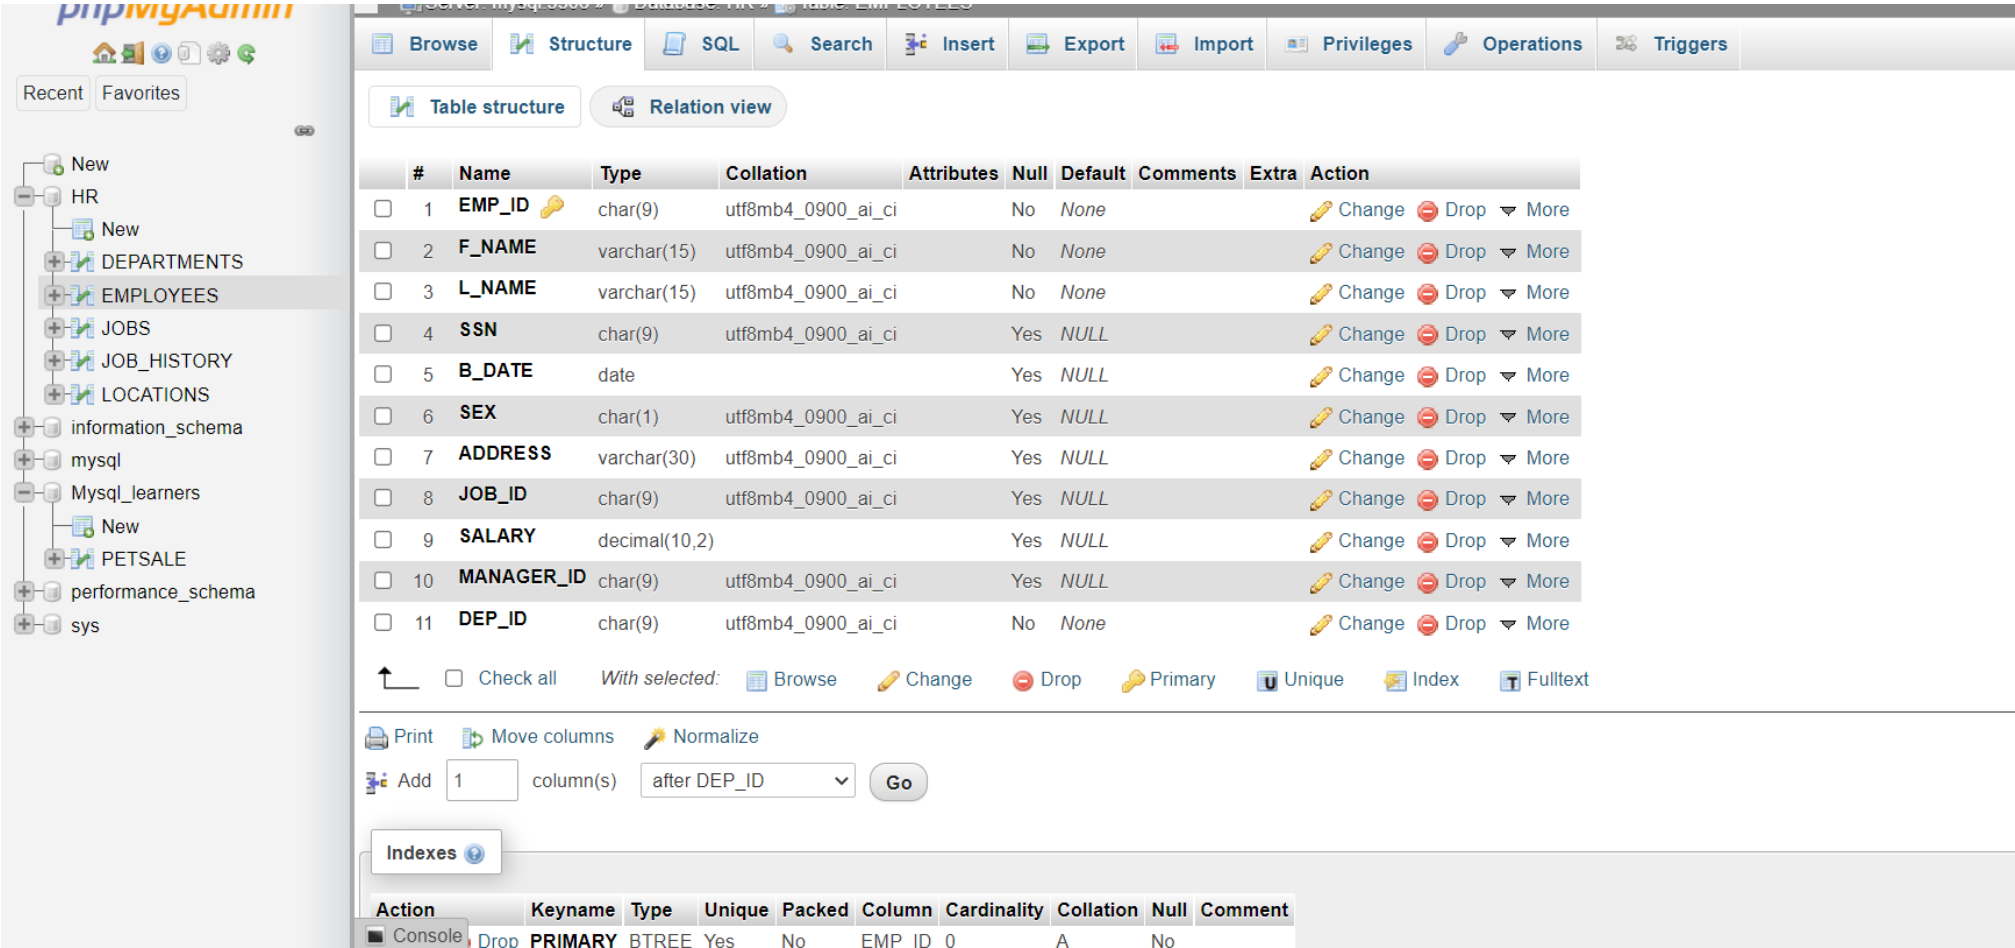 phpMyAdmin
Server: mysql:3306 » Database: HR » Table: EMPLOYEES
Browse Structure SQL Search Insert Export Import Privileges Operations Triggers
Recent Favorites
Table structure Relation view
New
HR
New
DEPARTMENTS
EMPLOYEES
JOBS
JOB_HISTORY
LOCATIONS
information_schema
mysql
Mysql_learners
New
PETSALE
performance_schema
sys
# Name Type Collation Attributes Null Default Comments Extra Action
1 EMP_ID char(9) utf8mb4_0900_ai_ci No None Change Drop More
2 F_NAME varchar(15) utf8mb4_0900_ai_ci No None Change Drop More
3 L_NAME varchar(15) utf8mb4_0900_ai_ci No None Change Drop More
4 SSN char(9) utf8mb4_0900_ai_ci Yes NULL Change Drop More
5 B_DATE date Yes NULL Change Drop More
6 SEX char(1) utf8mb4_0900_ai_ci Yes NULL Change Drop More
7 ADDRESS varchar(30) utf8mb4_0900_ai_ci Yes NULL Change Drop More
8 JOB_ID char(9) utf8mb4_0900_ai_ci Yes NULL Change Drop More
9 SALARY decimal(10,2) Yes NULL Change Drop More
10 MANAGER_ID char(9) utf8mb4_0900_ai_ci Yes NULL Change Drop More
11 DEP_ID char(9) utf8mb4_0900_ai_ci No None Change Drop More
Check all With selected: Browse Change Drop Primary Unique Index Fulltext
Print Move columns Normalize
Add 1 column(s) after DEP_ID Go
Indexes
Action Keyname Type Unique Packed Column Cardinality Collation Null Comment
Console Drop PRIMARY BTREE Yes No EMP_ID 0 A No